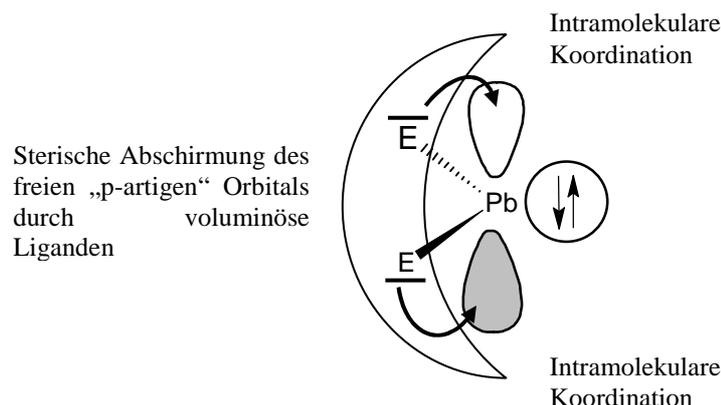 Intramolekulare
Koordination
E
Sterische Abschirmung des
freien „p-artigen“ Orbitals
durch voluminöse
Liganden
Pb
E
Intramolekulare
Koordination